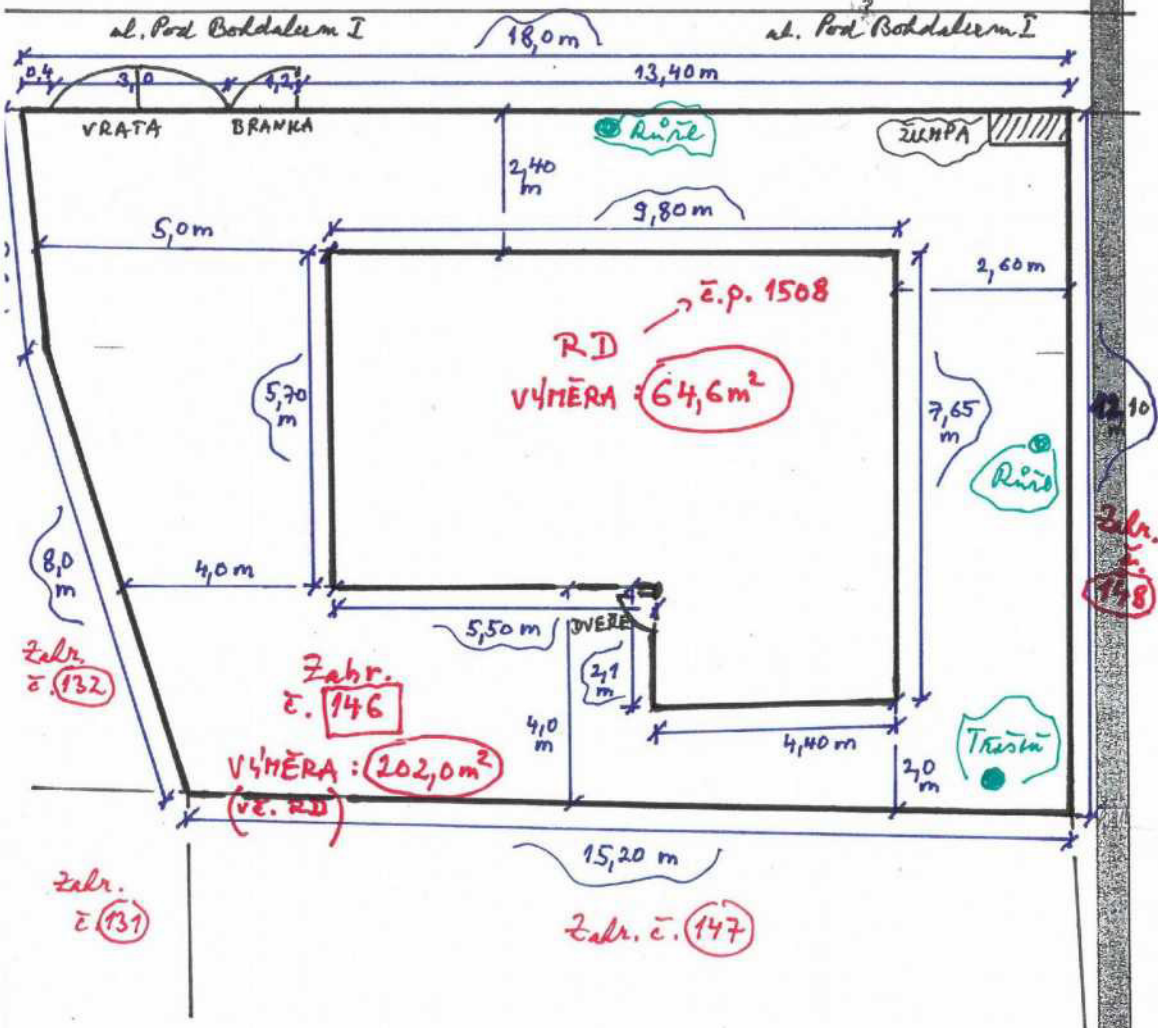 ul. Pod Bohdalcem I
18,0m
ul. Pod Bohdalcem I
0,4
3,0
1,2
13,40m
VRATA
BRANKA
Růže
ŽUMPA
2,40
m
9,80m
5,0m
2,60m
č.p. 1508
RD
VÝMĚRA : 64,6m²
5,70
m
7,65
m
12,10
m
Růže
Zahr.
č.
148
8,0
m
4,0m
5,50m
DVEŘE
2,1
m
Zahr.
č. 132
Zahr.
č. 146
4,0
m
4,40m
Třešně
2,0
m
VÝMĚRA : 202,0m²
(vč. RD)
15,20 m
Zahr.
č. 131
Zahr. č. 147